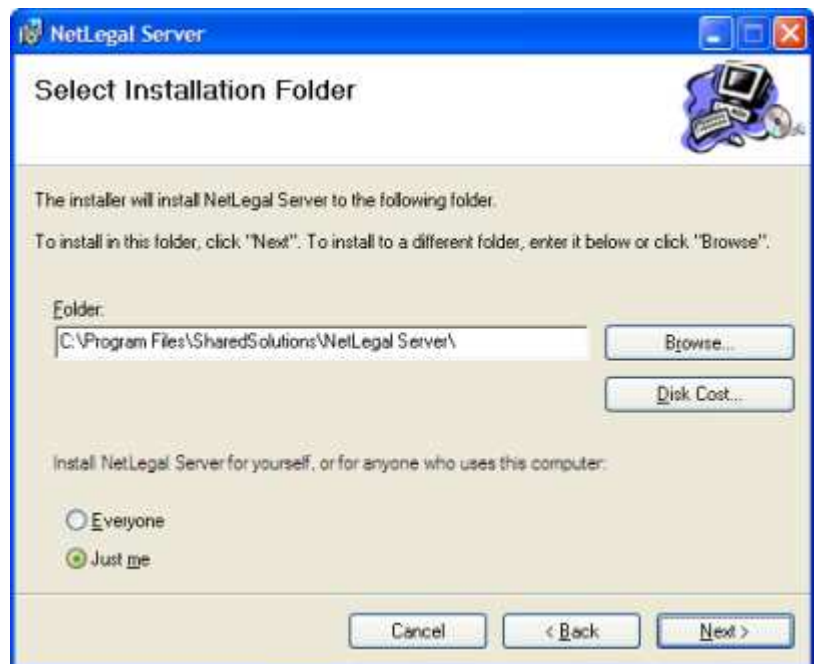 NetLegal Server
Select Installation Folder
The installer will install NetLegal Server to the following folder.
To install in this folder, click "Next". To install to a different folder, enter it below or click "Browse".
Folder:
C:\Program Files\SharedSolutions\NetLegal Server\
Browse...
Disk Cost...
Install NetLegal Server for yourself, or for anyone who uses this computer:
Everyone
Just me
Cancel
< Back
Next >